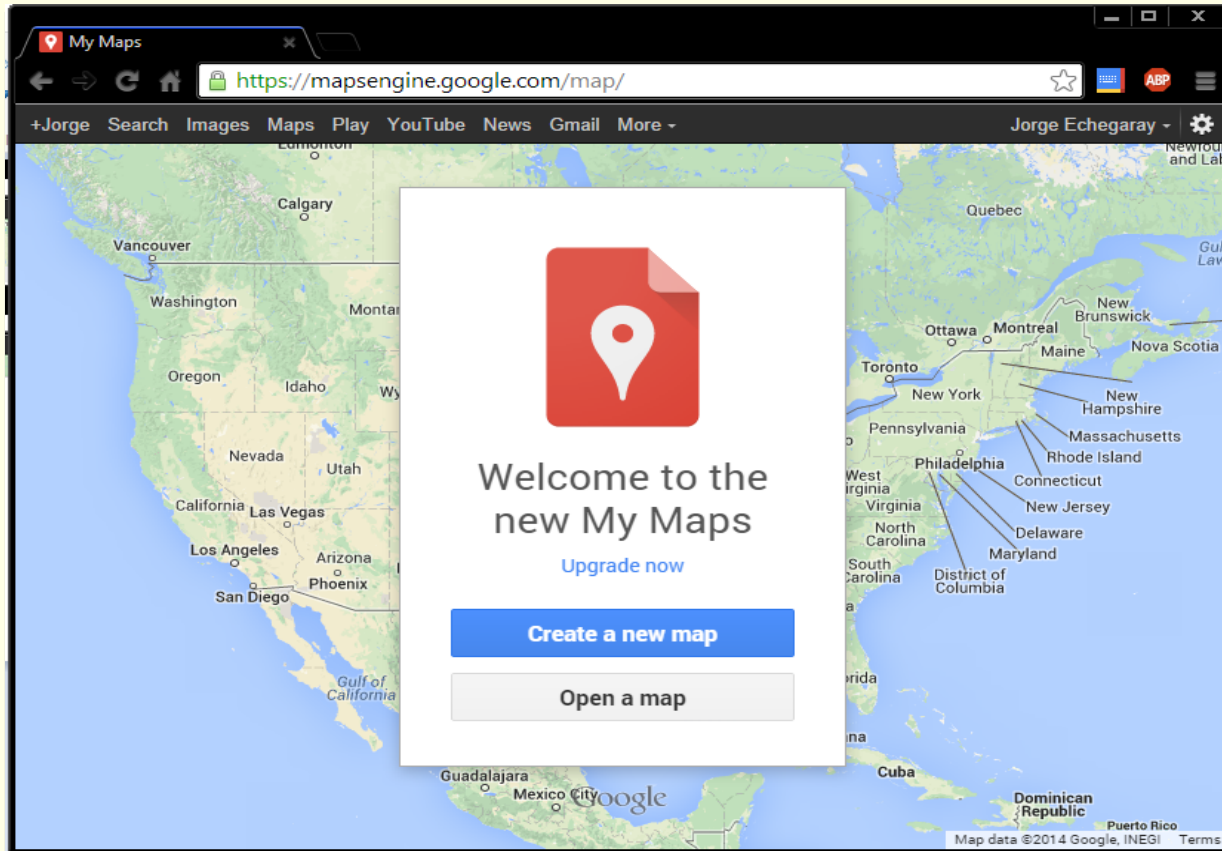 My Maps
https://mapsengine.google.com/map/
ABP
+Jorge Search Images Maps Play YouTube News Gmail More
Jorge Echegaray
Edmonton
Calgary
Vancouver
Washington
Oregon
Idaho
Nevada
Utah
California
Las Vegas
Los Angeles
Arizona
Phoenix
San Diego
Gulf of
California
Guadalajara
Mexico City
Google
Welcome to the
new My Maps
Upgrade now
Create a new map
Open a map
and
Quebec
New
Brunswick
Ottawa
Montreal
Maine
Nova Scotia
Toronto
New York
New
Hampshire
Pennsylvania
Massachusetts
Philadelphia
Rhode Island
West
Connecticut
Virginia
New Jersey
North
Carolina
Delaware
Maryland
South
Carolina
District of
Columbia
Cuba
Dominican
Republic
Puerto Rico
Map data ©2014 Google, INEGI Terms